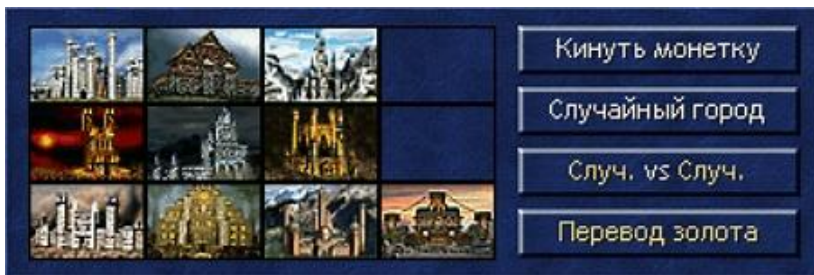 Кинуть монетку
Случайный город
Случ. vs Случ.
Перевод золота